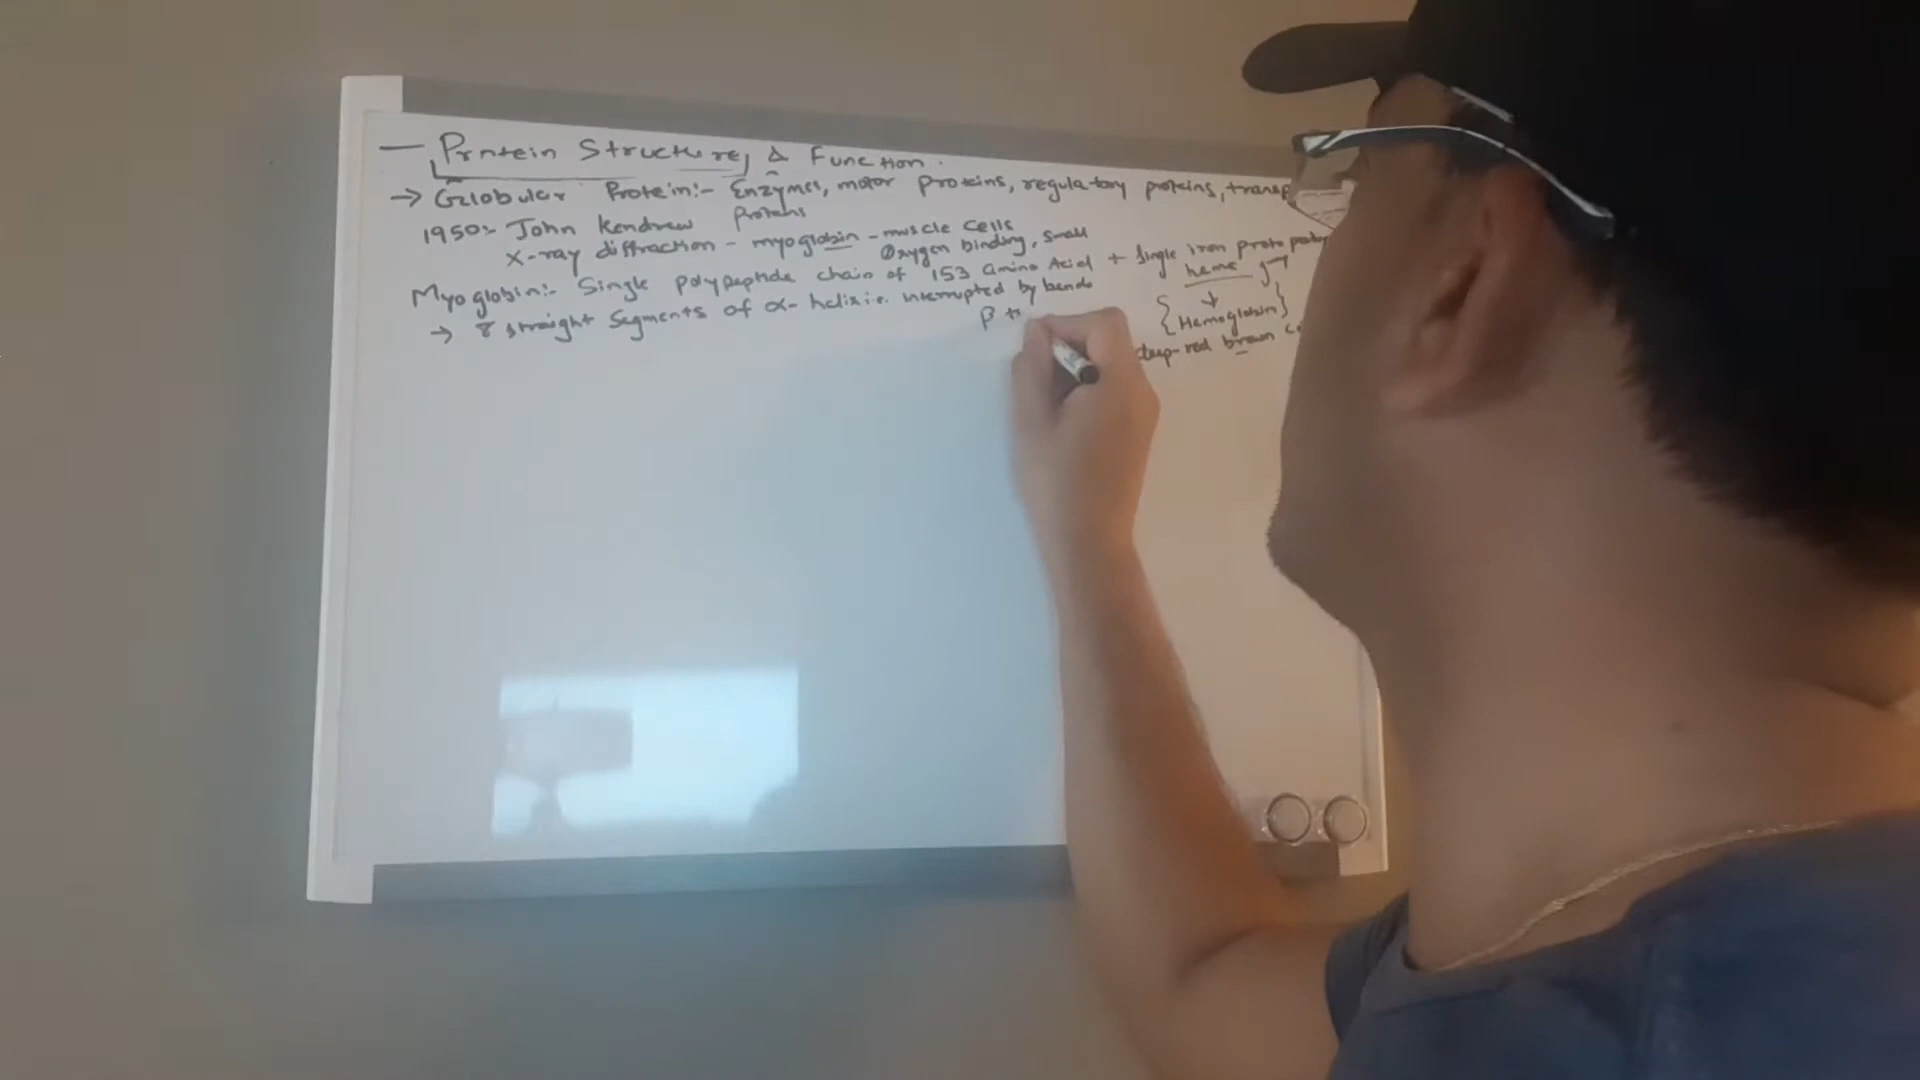 — Protein Structure, & Function.
→ Globular Protein:- Enzymes, motor proteins, regulatory proteins, transp
Proteins
1950:- John Kendrew
X-ray diffraction - myoglobin - muscle cells
Oxygen binding, small
Myoglobin:- Single polypeptide chain of 153 Amino Acid + single iron proto
heme
→ 8 straight segments of α-helix i.e. interrupted by bends
β t
{Hemoglobin}
deep-red brown co